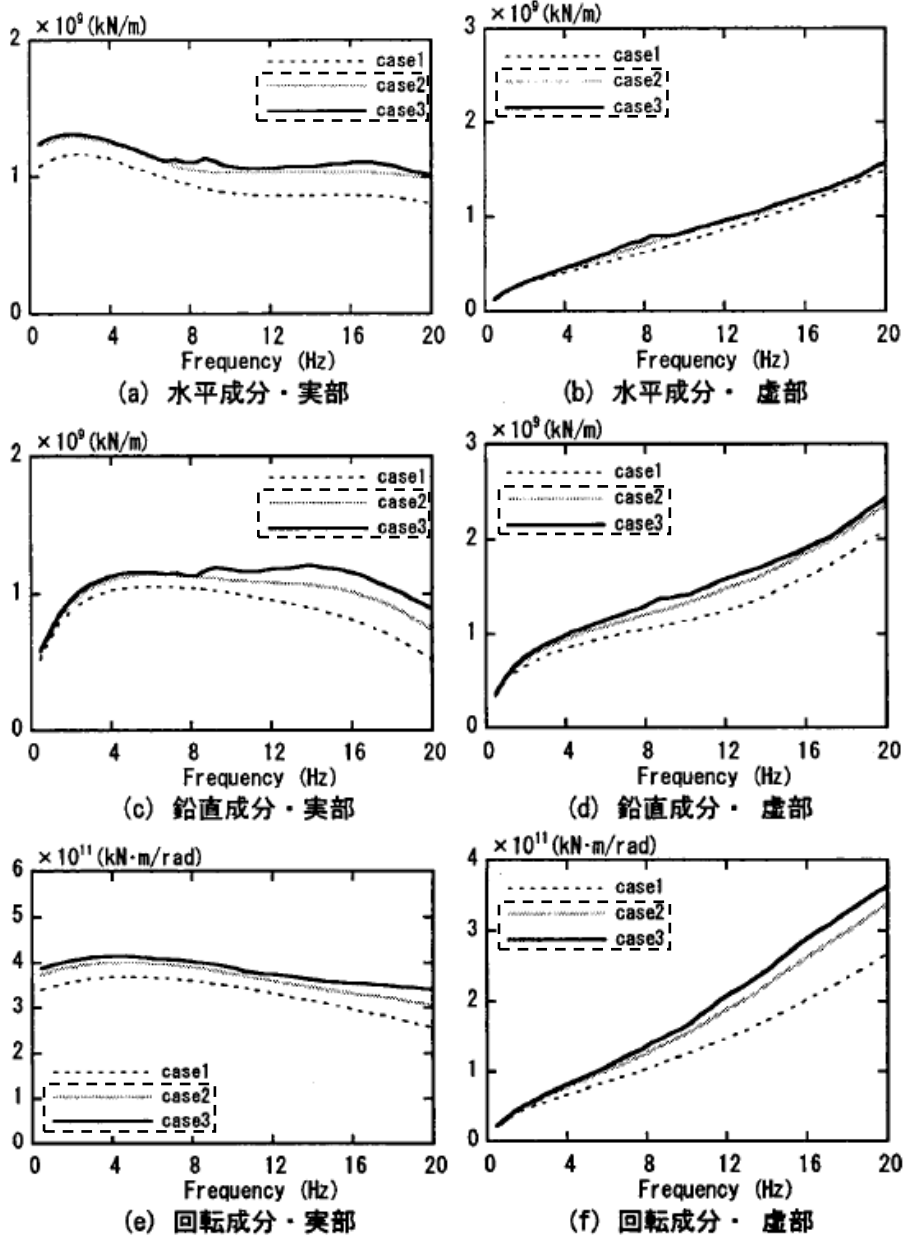 ×10⁹(kN/m)
2
1
0
case1
case2
case3
0 4 8 12 16 20
Frequency (Hz)
(a) 水平成分・実部
×10⁹(kN/m)
3
2
1
0
case1
case2
case3
0 4 8 12 16 20
Frequency (Hz)
(b) 水平成分・ 虚部
×10⁹(kN/m)
2
1
0
case1
case2
case3
0 4 8 12 16 20
Frequency (Hz)
(c) 鉛直成分・実部
×10⁹(kN/m)
3
2
1
0
case1
case2
case3
0 4 8 12 16 20
Frequency (Hz)
(d) 鉛直成分・ 虚部
×10¹¹(kN·m/rad)
6
5
4
3
2
1
0
case1
case2
case3
0 4 8 12 16 20
Frequency (Hz)
(e) 回転成分・実部
×10¹¹(kN·m/rad)
4
3
2
1
0
case1
case2
case3
0 4 8 12 16 20
Frequency (Hz)
(f) 回転成分・ 虚部